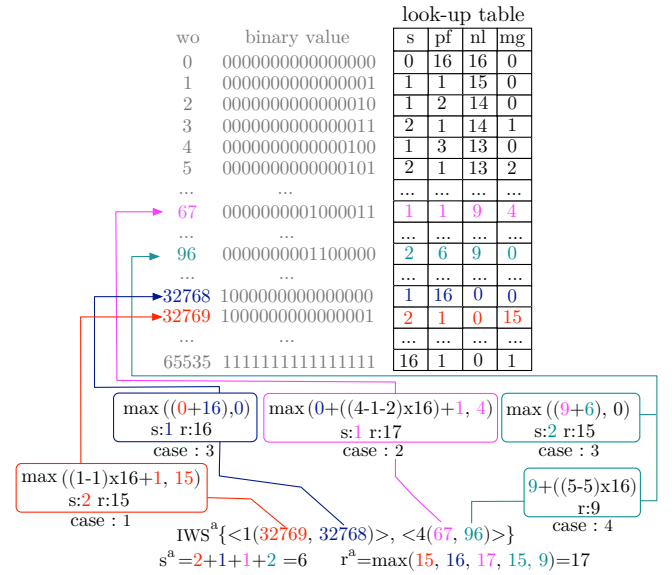 look-up table
wo binary value s pf nl mg
0 0000000000000000 0 16 16 0
1 0000000000000001 1 1 15 0
2 0000000000000010 1 2 14 0
3 0000000000000011 2 1 14 1
4 0000000000000100 1 3 13 0
5 0000000000000101 2 1 13 2
... ... ... ... ... ...
67 0000000001000011 1 1 9 4
... ... ... ... ...
96 0000000001100000 2 6 9 0
... ... ... ... ... ...
32768 1000000000000000 1 16 0 0
32769 1000000000000001 2 1 0 15
... ... ... ... ... ...
65535 1111111111111111 16 1 0 1
max ((0+16),0)
s:1 r:16
case : 3
max(0+((4-1-2)x16)+1, 4)
s:1 r:17
case : 2
max ((9+6), 0)
s:2 r:15
case : 3
max ((1-1)x16+1, 15)
s:2 r:15
case : 1
9+((5-5)x16)
r:9
case : 4
IWSᵃ{<1(32769, 32768)>, <4(67, 96)>}
sᵃ=2+1+1+2 =6 rᵃ=max(15, 16, 17, 15, 9)=17